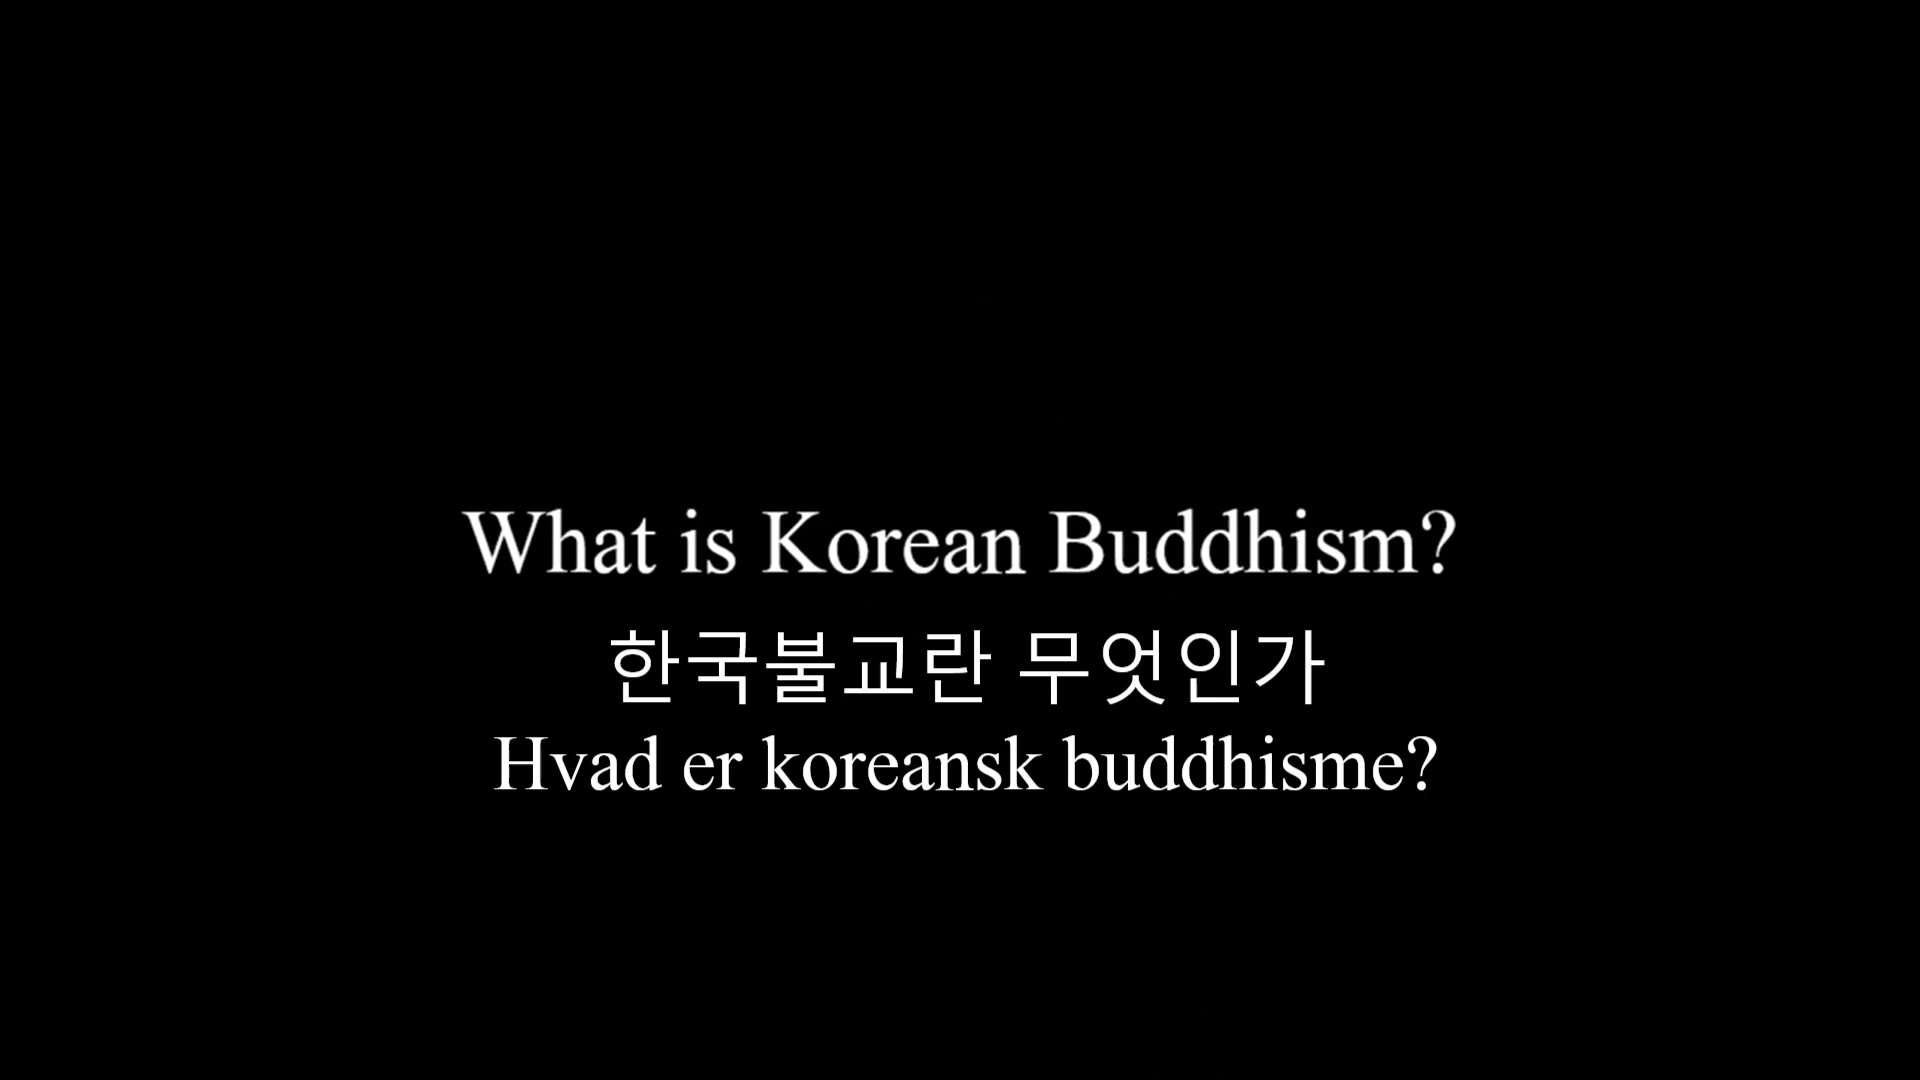 What is Korean Buddhism?
한국불교란 무엇인가
Hvad er koreansk buddhisme?